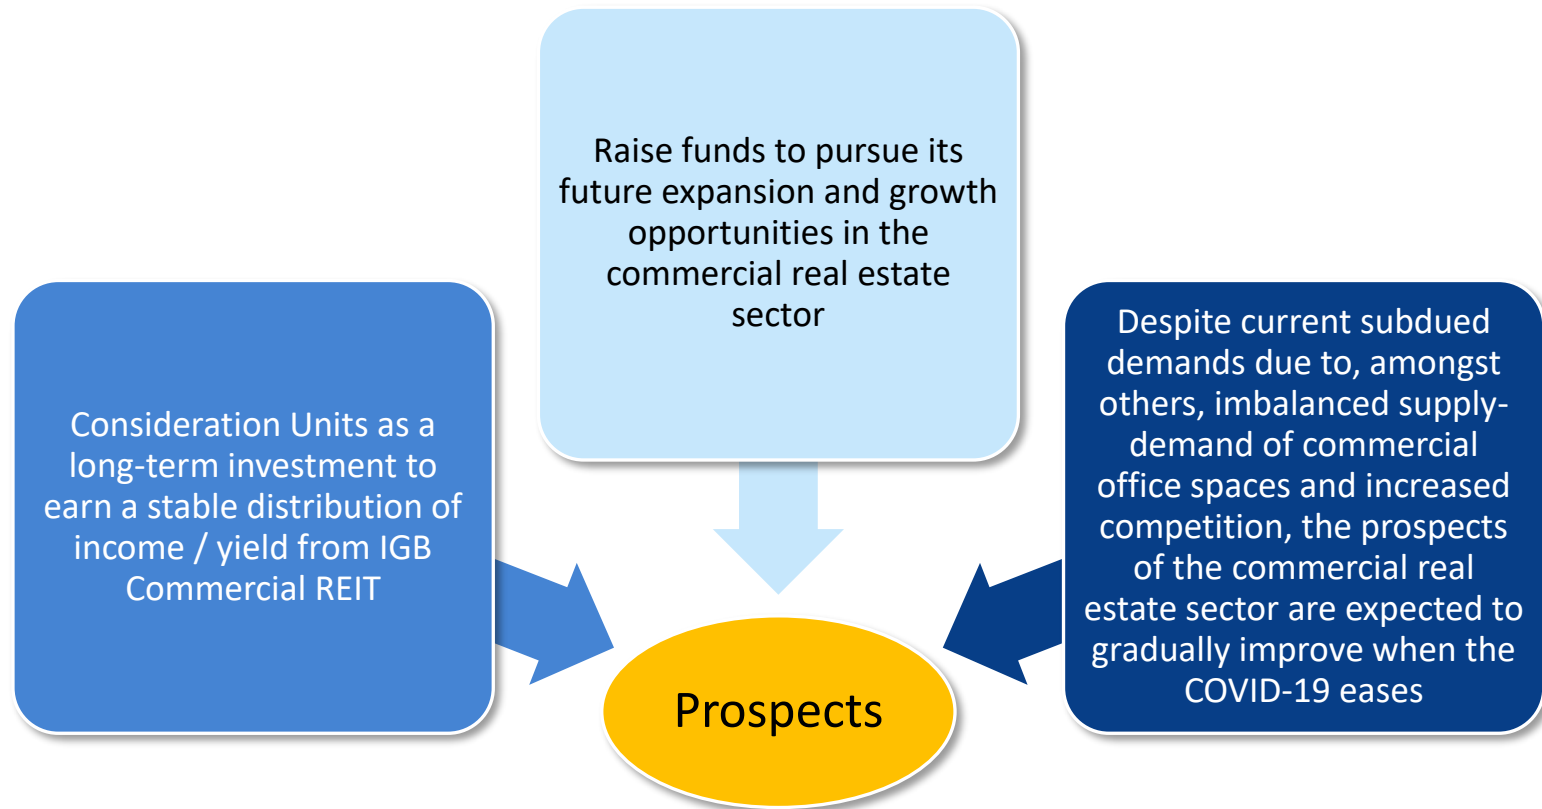 Raise funds to pursue its
future expansion and growth
opportunities in the
commercial real estate
sector
Consideration Units as a
long-term investment to
earn a stable distribution of
income / yield from IGB
Commercial REIT
Despite current subdued
demands due to, amongst
others, imbalanced supply-
demand of commercial
office spaces and increased
competition, the prospects
of the commercial real
estate sector are expected to
gradually improve when the
COVID-19 eases
Prospects